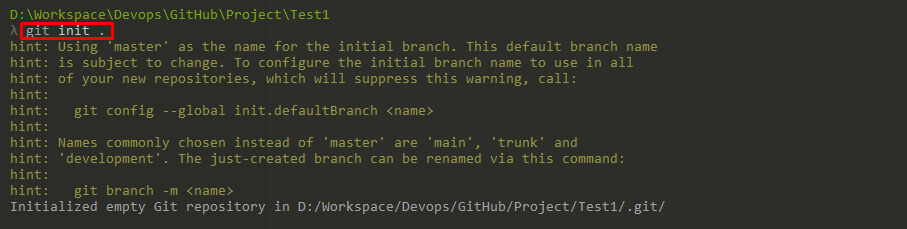 D:\Workspace\Devops\GitHub\Project\Test1
λ git init .
hint: Using 'master' as the name for the initial branch. This default branch name
hint: is subject to change. To configure the initial branch name to use in all
hint: of your new repositories, which will suppress this warning, call:
hint:
hint:   git config --global init.defaultBranch <name>
hint:
hint: Names commonly chosen instead of 'master' are 'main', 'trunk' and
hint: 'development'. The just-created branch can be renamed via this command:
hint:
hint:   git branch -m <name>
Initialized empty Git repository in D:/Workspace/Devops/GitHub/Project/Test1/.git/